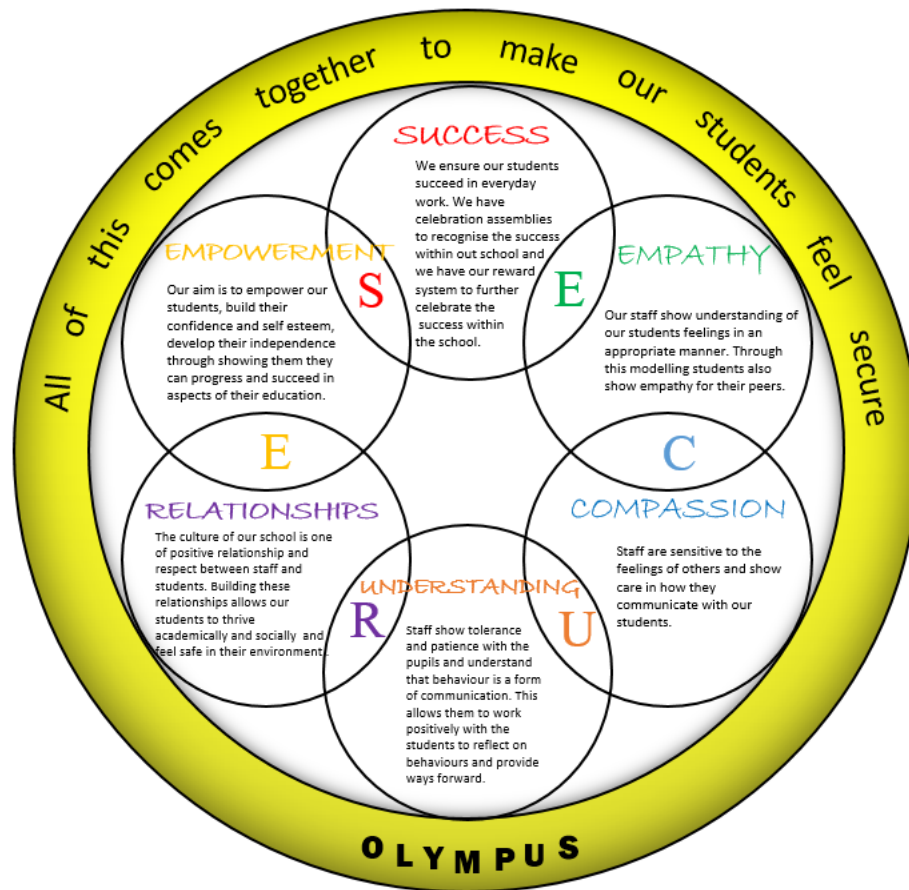 All of this comes together to make our students feel secure
SUCCESS
We ensure our students
succeed in everyday
work. We have
celebration assemblies
to recognise the success
within out school and
we have our reward
system to further
celebrate the
success within
the school.
S
E
EMPATHY
Our staff show understanding of
our students feelings in an
appropriate manner. Through
this modelling students also
show empathy for their peers.
C
COMPASSION
Staff are sensitive to the
feelings of others and show
care in how they
communicate with our
students.
U
UNDERSTANDING
Staff show tolerance
and patience with the
pupils and understand
that behaviour is a form
of communication. This
allows them to work
positively with the
students to reflect on
behaviours and provide
ways forward.
R
RELATIONSHIPS
The culture of our school is one
of positive relationship and
respect between staff and
students. Building these
relationships allows our
students to thrive
academically and socially and
feel safe in their environment.
E
EMPOWERMENT
Our aim is to empower our
students, build their
confidence and self esteem,
develop their independence
through showing them they
can progress and succeed in
aspects of their education.
OLYMPUS